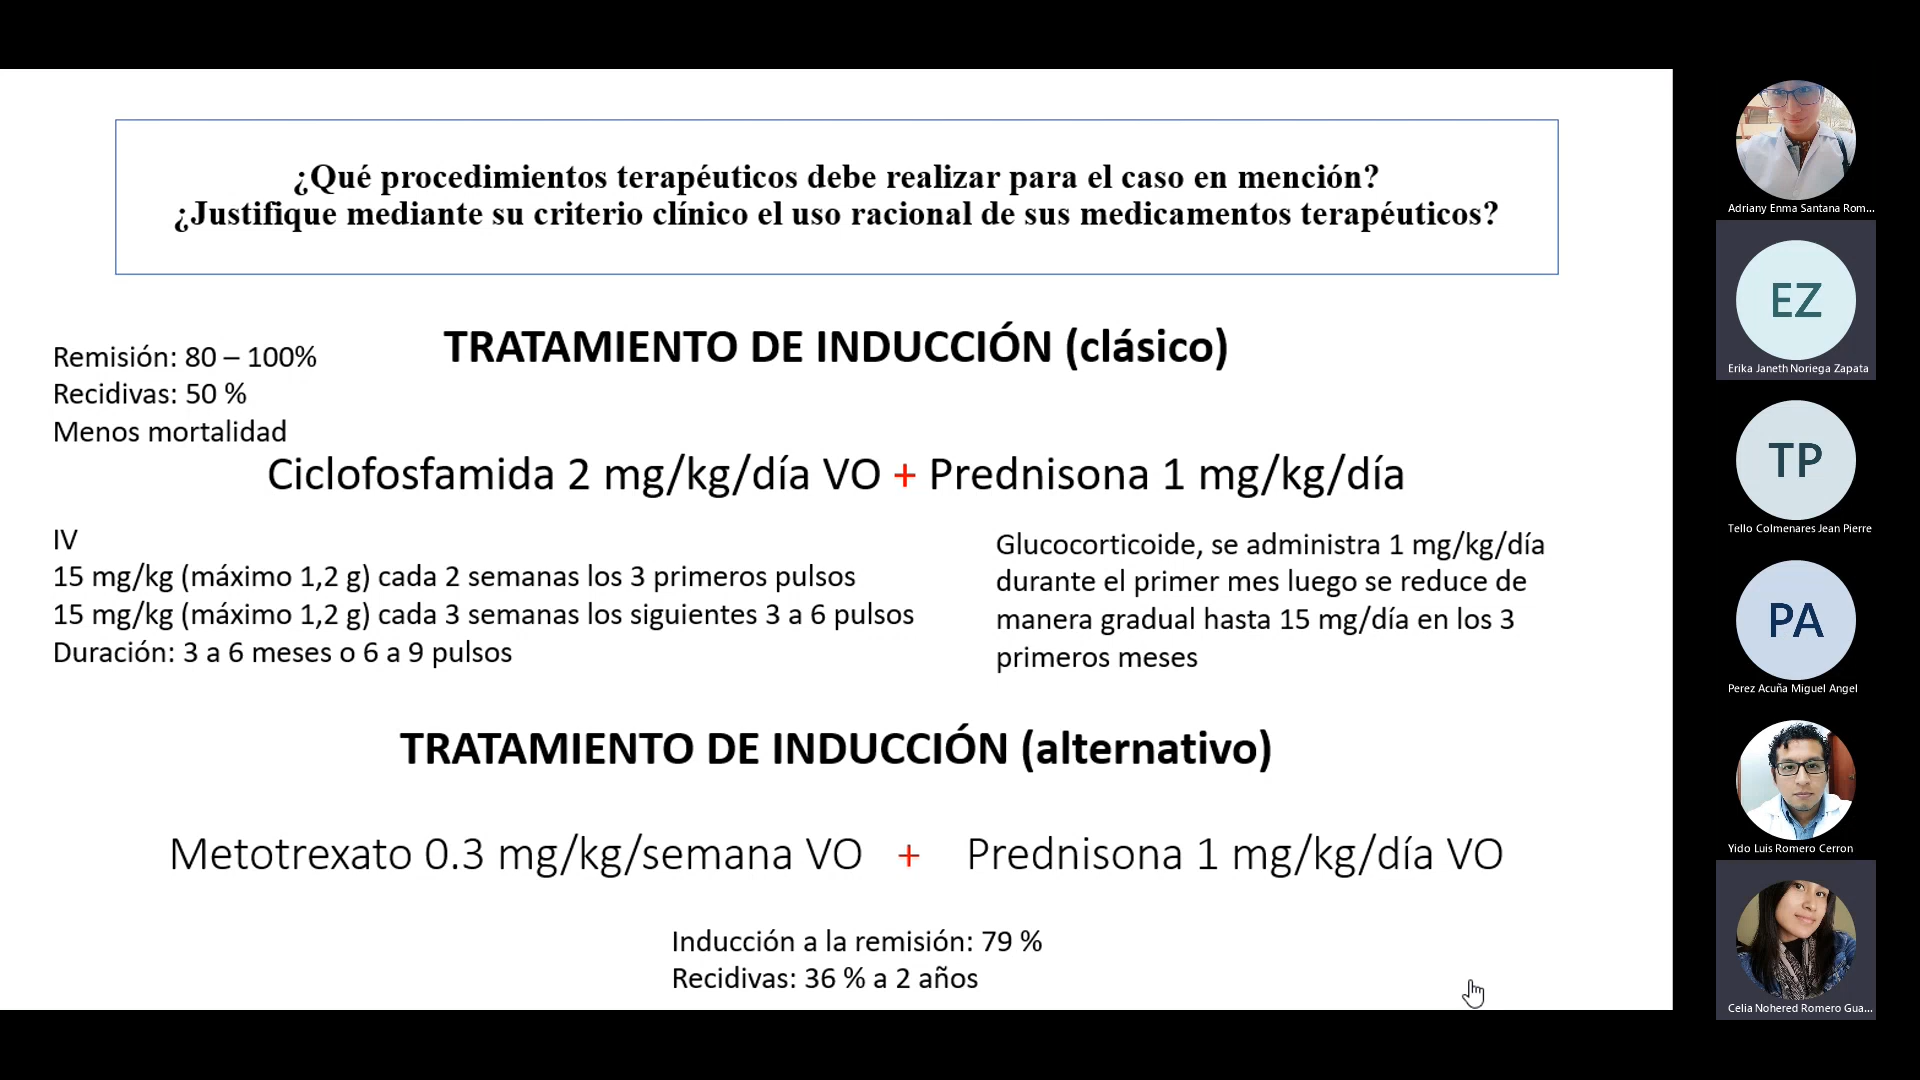 ¿Qué procedimientos terapéuticos debe realizar para el caso en mención?
¿Justifique mediante su criterio clínico el uso racional de sus medicamentos terapéuticos?
TRATAMIENTO DE INDUCCIÓN (clásico)
Remisión: 80 – 100%
Recidivas: 50 %
Menos mortalidad
Ciclofosfamida 2 mg/kg/día VO + Prednisona 1 mg/kg/día
IV
15 mg/kg (máximo 1,2 g) cada 2 semanas los 3 primeros pulsos
15 mg/kg (máximo 1,2 g) cada 3 semanas los siguientes 3 a 6 pulsos
Duración: 3 a 6 meses o 6 a 9 pulsos
Glucocorticoide, se administra 1 mg/kg/día
durante el primer mes luego se reduce de
manera gradual hasta 15 mg/día en los 3
primeros meses
TRATAMIENTO DE INDUCCIÓN (alternativo)
Metotrexato 0.3 mg/kg/semana VO + Prednisona 1 mg/kg/día VO
Inducción a la remisión: 79 %
Recidivas: 36 % a 2 años
Adriany Enma Santana Rom...
EZ
Erika Janeth Noriega Zapata
TP
Tello Colmenares Jean Pierre
PA
Perez Acuña Miguel Angel
Yido Luis Romero Cerron
Celia Nohered Romero Gua...